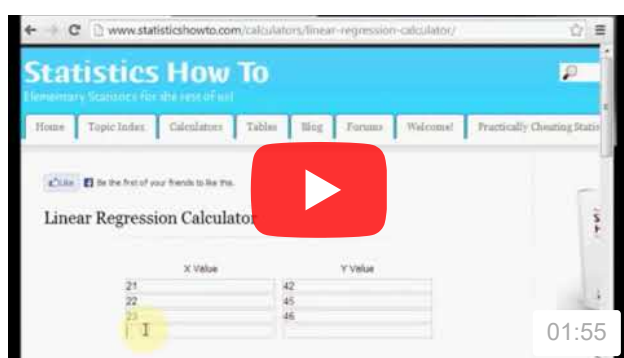 www.statisticshowto.com/calculators/linear-regression-calculator/
Statistics How To
Elementary Statistics for the rest of us!
Home Topic Index Calculators Tables Blog Forums Welcome! Practically Cheating Statis
Like Be the first of your friends to like this.
Linear Regression Calculator
X Value Y Value
21 42
22 45
23 46
01:55